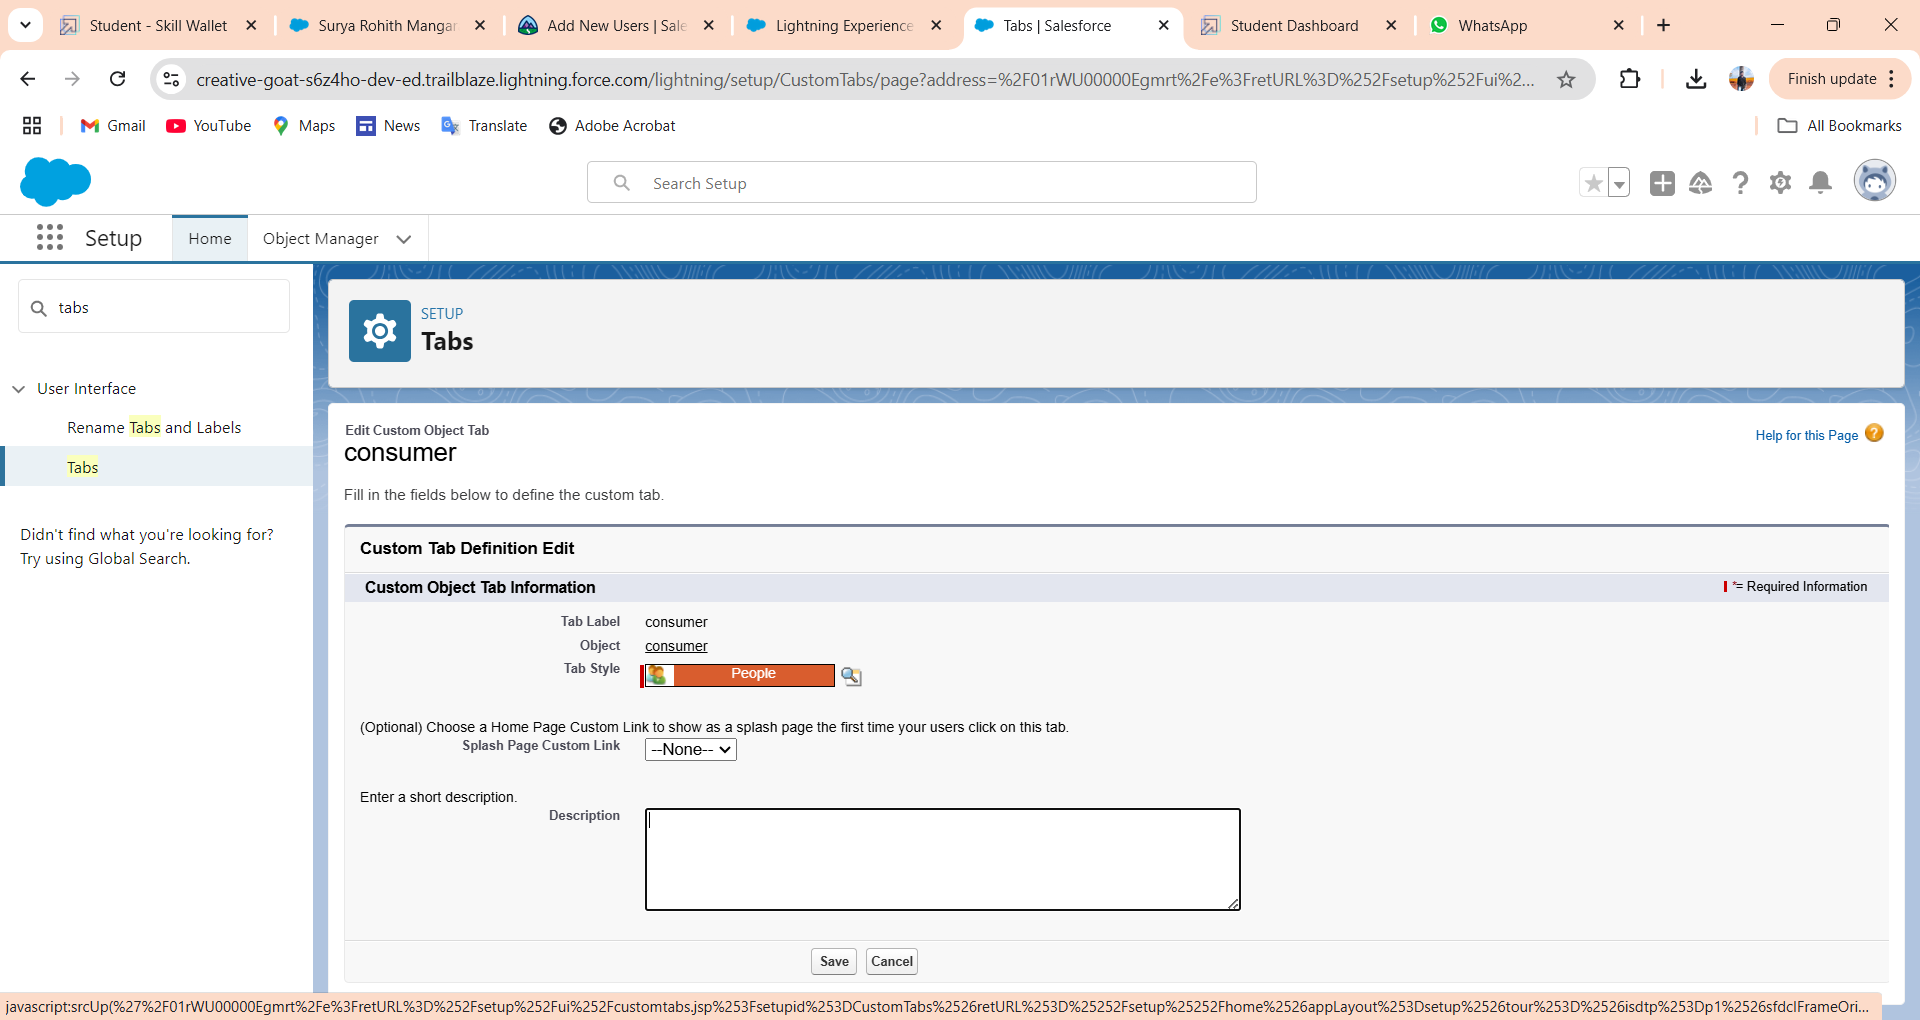 Student - Skill Wallet
Surya Rohith Mangar
Add New Users | Sale
Lightning Experience
Tabs | Salesforce
Student Dashboard
WhatsApp
creative-goat-s6z4ho-dev-ed.trailblaze.lightning.force.com/lightning/setup/CustomTabs/page?address=%2F01rWU00000Egmrt%2Fe%3FretURL%3D%252Fsetup%252Fui%2...
Finish update
Gmail
YouTube
Maps
News
Translate
Adobe Acrobat
All Bookmarks
Search Setup
Setup
Home
Object Manager
tabs
User Interface
Rename Tabs and Labels
Tabs
Didn't find what you're looking for?
Try using Global Search.
SETUP
Tabs
Edit Custom Object Tab
consumer
Help for this Page
Fill in the fields below to define the custom tab.
Custom Tab Definition Edit
Custom Object Tab Information
*= Required Information
Tab Label consumer
Object consumer
Tab Style People
(Optional) Choose a Home Page Custom Link to show as a splash page the first time your users click on this tab.
Splash Page Custom Link --None--
Enter a short description.
Description
Save
Cancel
javascript:srcUp(%27%2F01rWU00000Egmrt%2Fe%3FretURL%3D%252Fsetup%252Fui%252Fcustomtabs.jsp%253Fsetupid%253DCustomTabs%2526retURL%253D%25252Fsetup%25252Fhome%2526appLayout%253Dsetup%2526tour%253D%2526isdtp%253Dp1%2526sfdcIFrameOri...